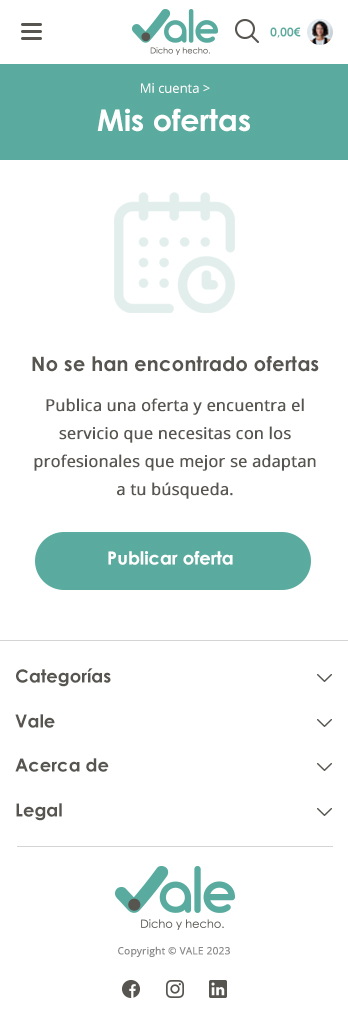 Vale
Dicho y hecho.
0,00€
Mi cuenta >
Mis ofertas
No se han encontrado ofertas
Publica una oferta y encuentra el
servicio que necesitas con los
profesionales que mejor se adaptan
a tu búsqueda.
Publicar oferta
Categorías
Vale
Acerca de
Legal
Vale
Dicho y hecho.
Copyright © VALE 2023